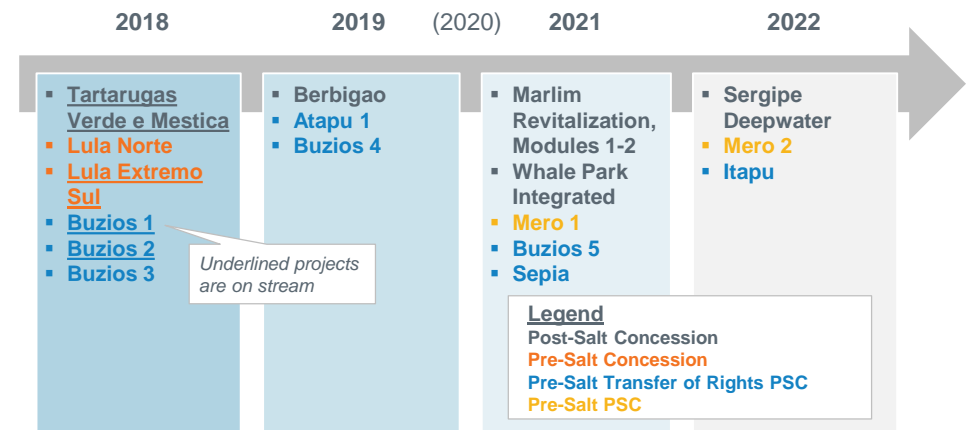 2018 2019 (2020) 2021 2022
▪ Tartarugas
Verde e Mestica
▪ Lula Norte
▪ Lula Extremo
Sul
▪ Buzios 1
▪ Buzios 2
▪ Buzios 3
Underlined projects
are on stream
▪ Berbigao
▪ Atapu 1
▪ Buzios 4
▪ Marlim
Revitalization,
Modules 1-2
▪ Whale Park
Integrated
▪ Mero 1
▪ Buzios 5
▪ Sepia
▪ Sergipe
Deepwater
▪ Mero 2
▪ Itapu
Legend
Post-Salt Concession
Pre-Salt Concession
Pre-Salt Transfer of Rights PSC
Pre-Salt PSC